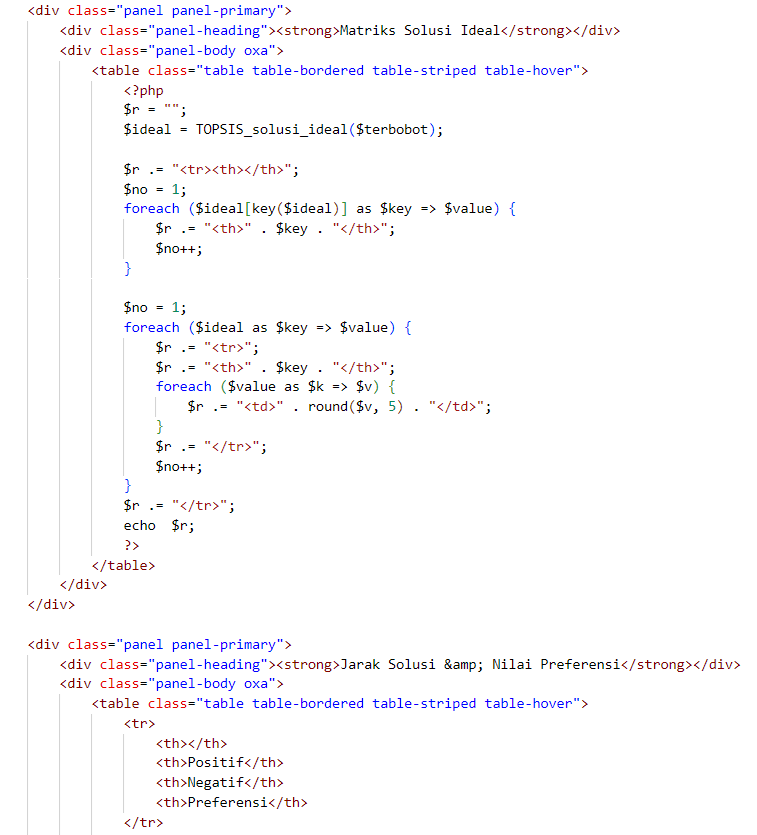 <div class="panel panel-primary">
    <div class="panel-heading"><strong>Matriks Solusi Ideal</strong></div>
    <div class="panel-body oxa">
        <table class="table table-bordered table-striped table-hover">
            <?php
            $r = "";
            $ideal = TOPSIS_solusi_ideal($terbobot);

            $r .= "<tr><th></th>";
            $no = 1;
            foreach ($ideal[key($ideal)] as $key => $value) {
                $r .= "<th>" . $key . "</th>";
                $no++;
            }

            $no = 1;
            foreach ($ideal as $key => $value) {
                $r .= "<tr>";
                $r .= "<th>" . $key . "</th>";
                foreach ($value as $k => $v) {
                    $r .= "<td>" . round($v, 5) . "</td>";
                }
                $r .= "</tr>";
                $no++;
            }
            $r .= "</tr>";
            echo  $r;
            ?>
        </table>
    </div>
</div>

<div class="panel panel-primary">
    <div class="panel-heading"><strong>Jarak Solusi &amp; Nilai Preferensi</strong></div>
    <div class="panel-body oxa">
        <table class="table table-bordered table-striped table-hover">
            <tr>
                <th></th>
                <th>Positif</th>
                <th>Negatif</th>
                <th>Preferensi</th>
            </tr>